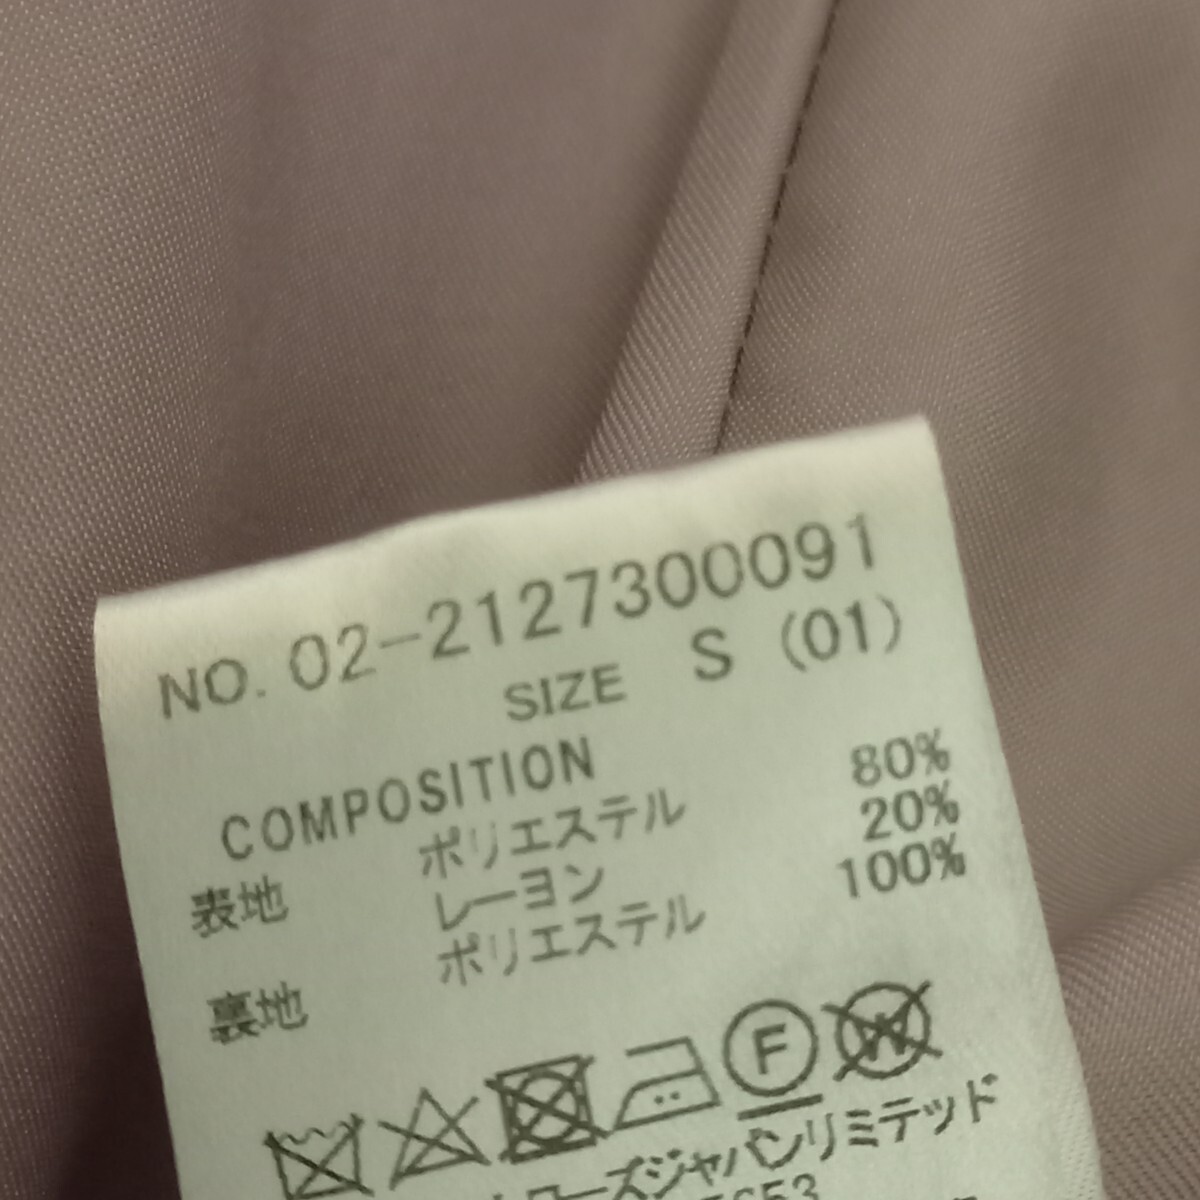 NO. 02-2127300091
SIZE S (01)
COMPOSITION
表地 ポリエステル 80%
レーヨン 20%
裏地 ポリエステル 100%
F W
ローズジャパンリミテッド